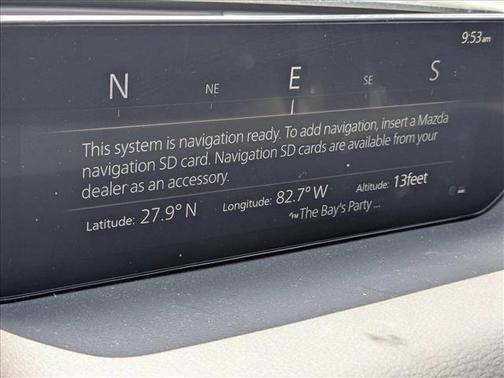 9:53am
N NE E SE S
This system is navigation ready. To add navigation, insert a Mazda
navigation SD card. Navigation SD cards are available from your
dealer as an accessory.
Latitude: 27.9° N Longitude: 82.7° W Altitude: 13feet
FM The Bay's Party ...